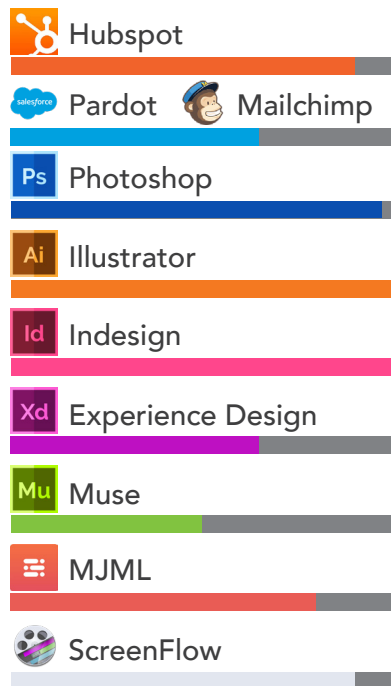 Hubspot
salesforce Pardot Mailchimp
Ps Photoshop
Ai Illustrator
Id Indesign
Xd Experience Design
Mu Muse
MJML
ScreenFlow